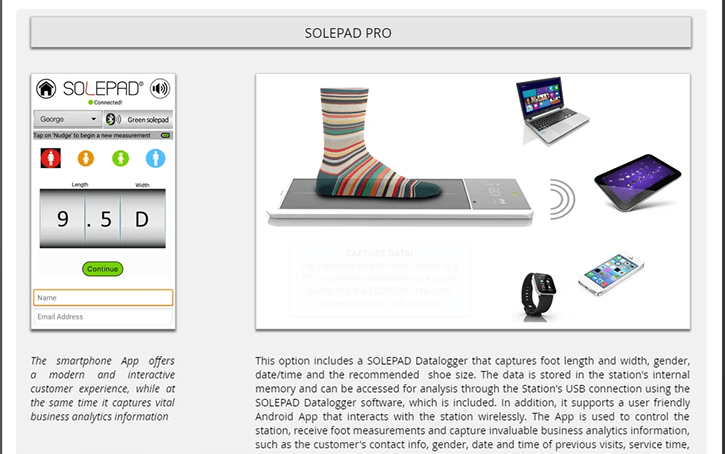 SOLEPAD PRO
SOLEPAD®
Connected!
George
Green solepad
Tap on 'Nudge' to begin a new measurement
Length Width
9 . 5 D
Continue
Name
Email Address
CAPTURE DATA!
The smartphone App offers
a modern and interactive
customer experience, while at
the same time it captures vital
business analytics information
This option includes a SOLEPAD Datalogger that captures foot length and width, gender,
date/time and the recommended shoe size. The data is stored in the station's internal
memory and can be accessed for analysis through the Station's USB connection using the
SOLEPAD Datalogger software, which is included. In addition, it supports a user friendly
Android App that interacts with the station wirelessly. The App is used to control the
station, receive foot measurements and capture invaluable business analytics information,
such as the customer's contact info, gender, date and time of previous visits, service time,